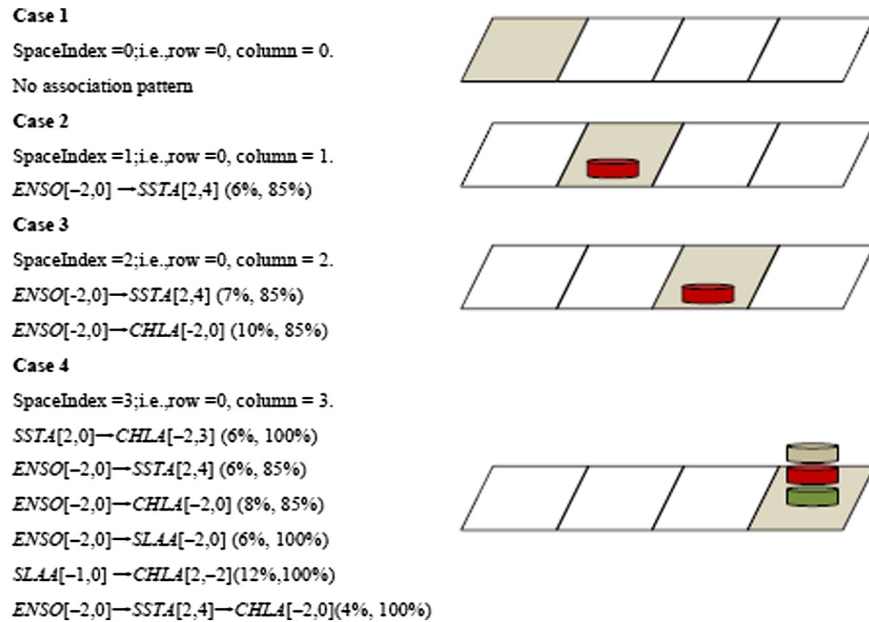 Case 1
SpaceIndex =0;i.e.,row =0, column = 0.
No association pattern
Case 2
SpaceIndex =1;i.e.,row =0, column = 1.
ENSO[–2,0] →SSTA[2,4] (6%, 85%)
Case 3
SpaceIndex =2;i.e.,row =0, column = 2.
ENSO[-2,0]→SSTA[2,4] (7%, 85%)
ENSO[-2,0]→CHLA[-2,0] (10%, 85%)
Case 4
SpaceIndex =3;i.e.,row =0, column = 3.
SSTA[2,0]→CHLA[–2,3] (6%, 100%)
ENSO[–2,0]→SSTA[2,4] (6%, 85%)
ENSO[–2,0]→CHLA[–2,0] (8%, 85%)
ENSO[–2,0]→SLAA[–2,0] (6%, 100%)
SLAA[–1,0] →CHLA[2,–2](12%,100%)
ENSO[–2,0]→SSTA[2,4]→CHLA[–2,0](4%, 100%)